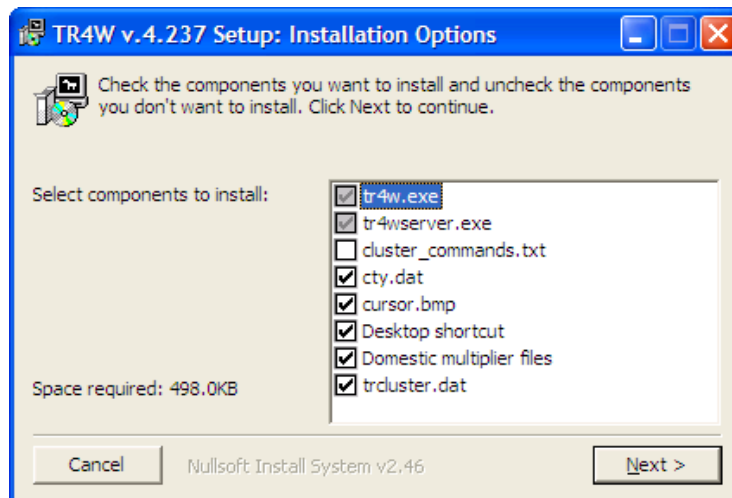 TR4W v.4.237 Setup: Installation Options
Check the components you want to install and uncheck the components
you don't want to install. Click Next to continue.
Select components to install:
tr4w.exe
tr4wserver.exe
cluster_commands.txt
cty.dat
cursor.bmp
Desktop shortcut
Domestic multiplier files
trcluster.dat
Space required: 498.0KB
Cancel
Nullsoft Install System v2.46
Next >